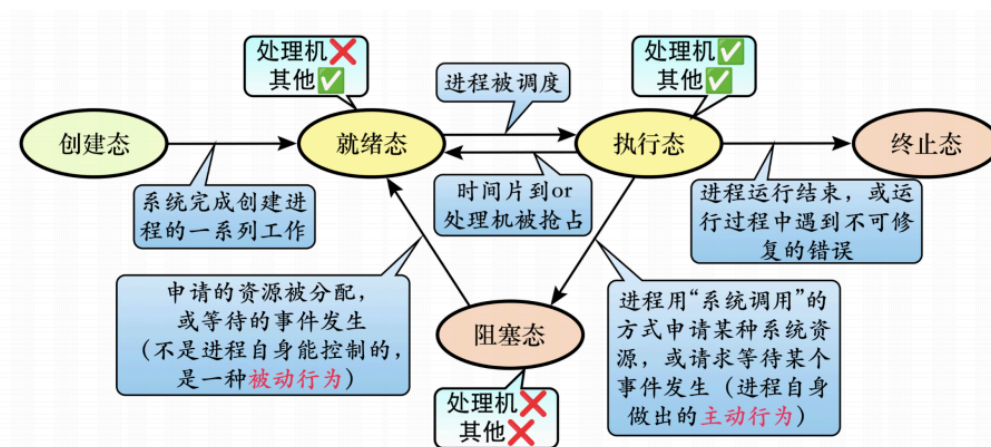 处理机❌
其他✅
处理机✅
其他✅
进程被调度
创建态
就绪态
执行态
终止态
系统完成创建进
程的一系列工作
时间片到or
处理机被抢占
进程运行结束，或运
行过程中遇到不可修
复的错误
申请的资源被分配，
或等待的事件发生
（不是进程自身能控制的，
是一种被动行为）
阻塞态
进程用“系统调用”的
方式申请某种系统资
源，或请求等待某个
事件发生（进程自身
做出的主动行为）
处理机❌
其他❌